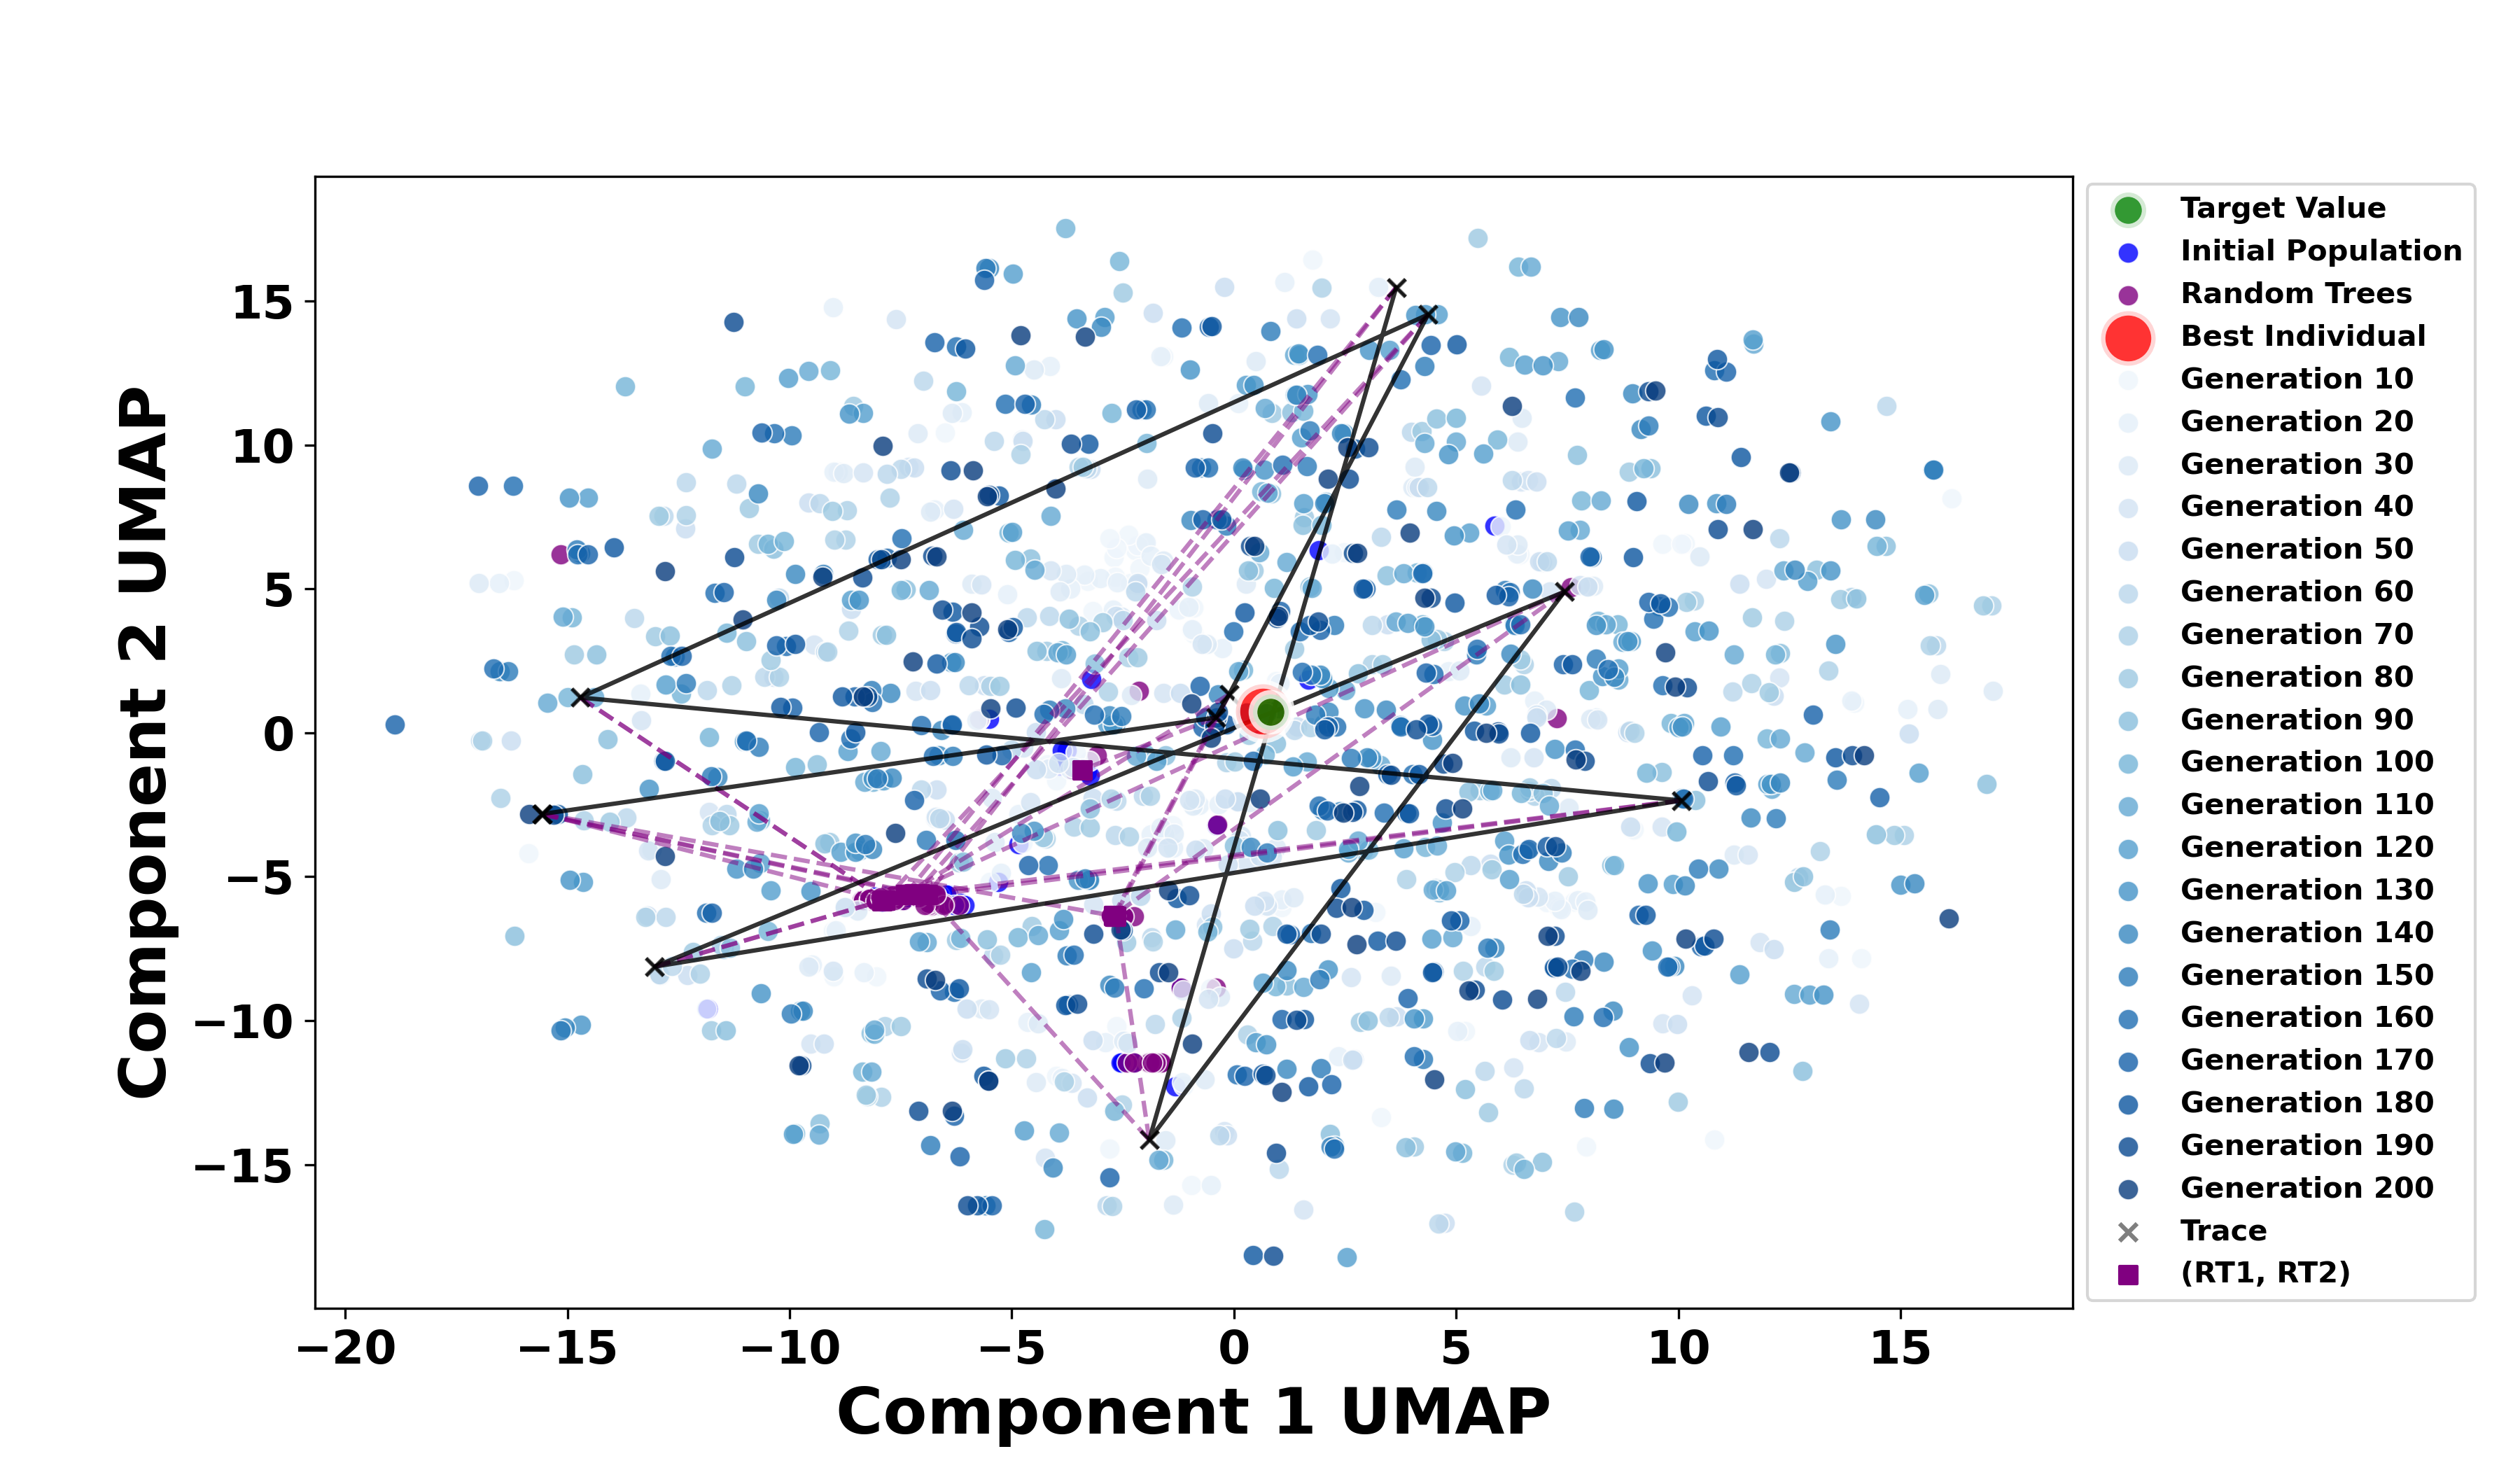 Component 2 UMAP
15
10
5
0
−5
−10
−15
−20
−15
−10
−5
0
5
10
15
Component 1 UMAP
Target Value
Initial Population
Random Trees
Best Individual
Generation 10
Generation 20
Generation 30
Generation 40
Generation 50
Generation 60
Generation 70
Generation 80
Generation 90
Generation 100
Generation 110
Generation 120
Generation 130
Generation 140
Generation 150
Generation 160
Generation 170
Generation 180
Generation 190
Generation 200
Trace
(RT1, RT2)